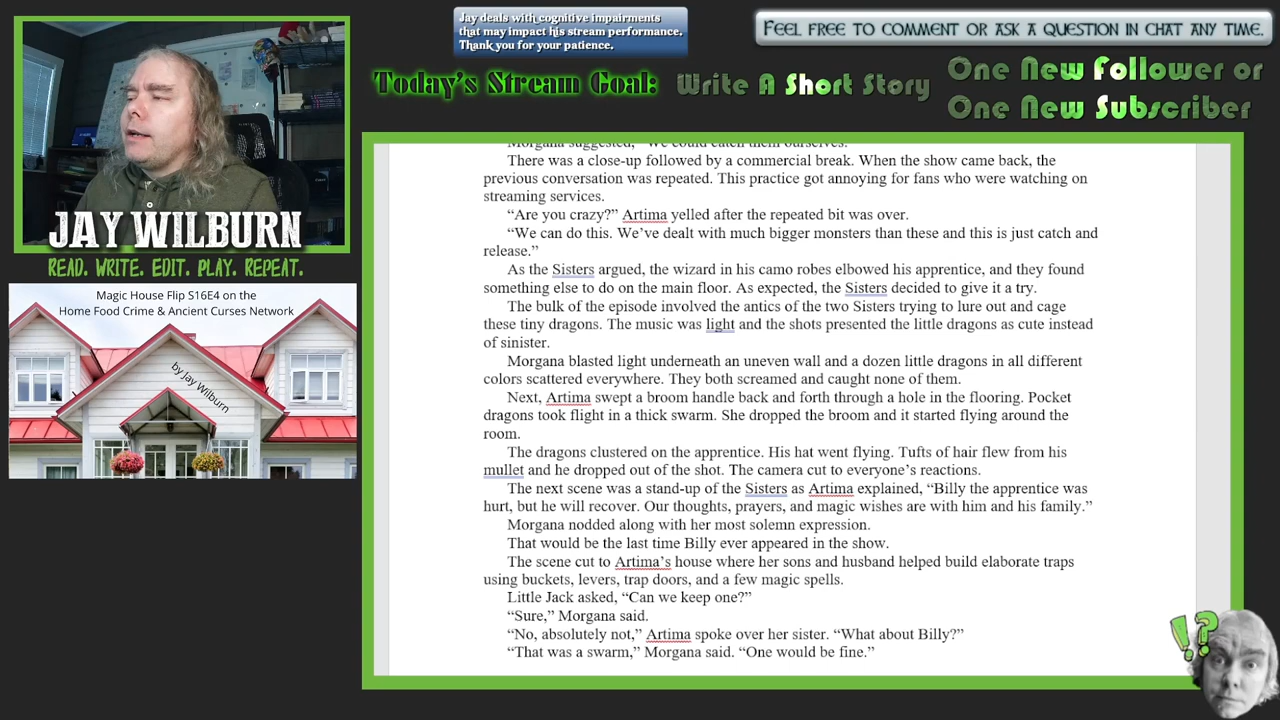 Jay deals with cognitive impairments
that may impact his stream performance.
Thank you for your patience.
Feel free to comment or ask a question in chat any time.
Today's Stream Goal:
Write A Short Story
One New Follower or
One New Subscriber
JAY WILBURN
READ. WRITE. EDIT. PLAY. REPEAT.
Magic House Flip S16E4 on the
Home Food Crime & Ancient Curses Network
by Jay Wilburn
Morgana suggested, “We could catch them ourselves.”
There was a close-up followed by a commercial break. When the show came back, the
previous conversation was repeated. This practice got annoying for fans who were watching on
streaming services.
“Are you crazy?” Artima yelled after the repeated bit was over.
“We can do this. We’ve dealt with much bigger monsters than these and this is just catch and
release.”
As the Sisters argued, the wizard in his camo robes elbowed his apprentice, and they found
something else to do on the main floor. As expected, the Sisters decided to give it a try.
The bulk of the episode involved the antics of the two Sisters trying to lure out and cage
these tiny dragons. The music was light and the shots presented the little dragons as cute instead
of sinister.
Morgana blasted light underneath an uneven wall and a dozen little dragons in all different
colors scattered everywhere. They both screamed and caught none of them.
Next, Artima swept a broom handle back and forth through a hole in the flooring. Pocket
dragons took flight in a thick swarm. She dropped the broom and it started flying around the
room.
The dragons clustered on the apprentice. His hat went flying. Tufts of hair flew from his
mullet and he dropped out of the shot. The camera cut to everyone’s reactions.
The next scene was a stand-up of the Sisters as Artima explained, “Billy the apprentice was
hurt, but he will recover. Our thoughts, prayers, and magic wishes are with him and his family.”
Morgana nodded along with her most solemn expression.
That would be the last time Billy ever appeared in the show.
The scene cut to Artima’s house where her sons and husband helped build elaborate traps
using buckets, levers, trap doors, and a few magic spells.
Little Jack asked, “Can we keep one?”
“Sure,” Morgana said.
“No, absolutely not,” Artima spoke over her sister. “What about Billy?”
“That was a swarm,” Morgana said. “One would be fine.”
!?